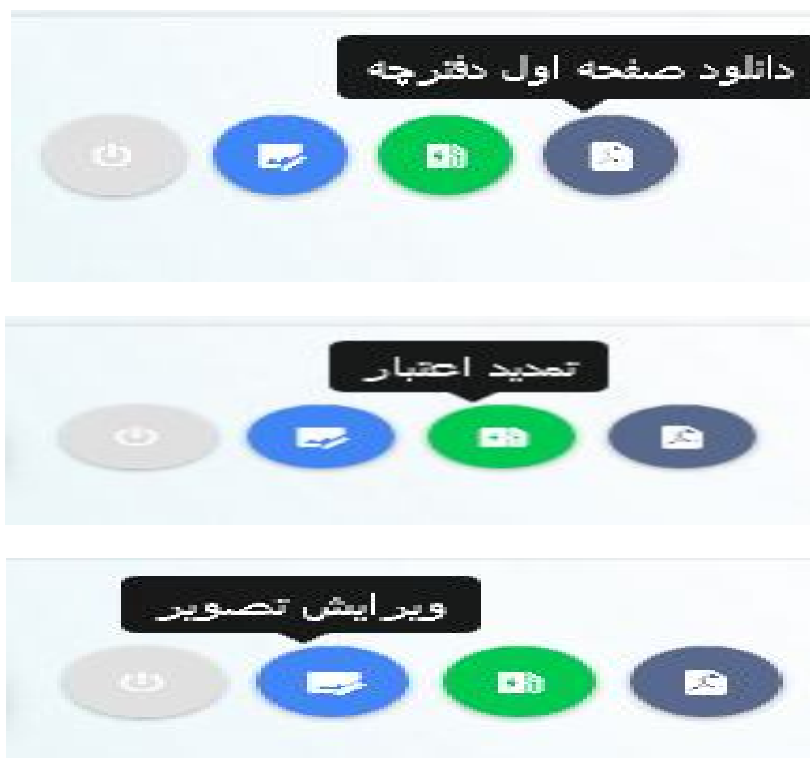 دانلود صفحه اول دفترچه
تمدید اعتبار
ویرایش تصویر